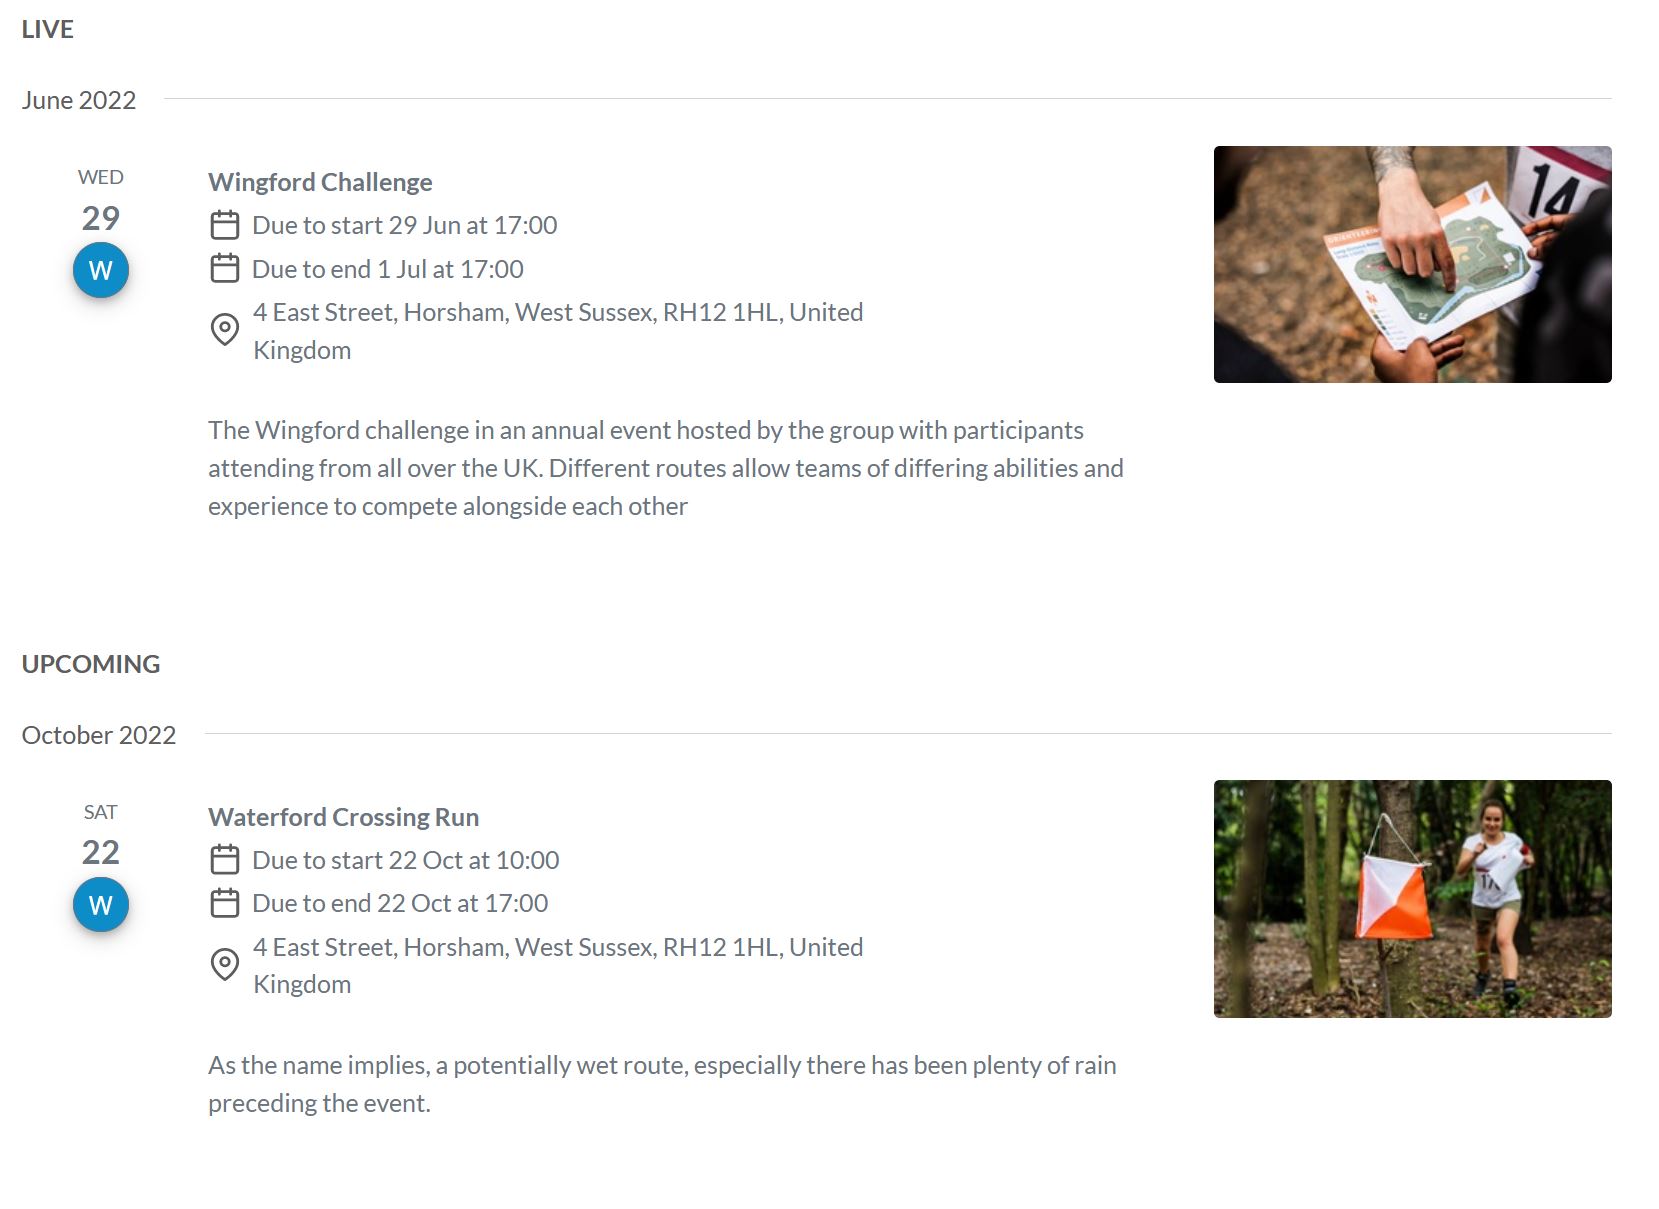 LIVE
June 2022
WED
29
W
Wingford Challenge
Due to start 29 Jun at 17:00
Due to end 1 Jul at 17:00
4 East Street, Horsham, West Sussex, RH12 1HL, United
Kingdom
14
ORIENTEERING
The Wingford challenge in an annual event hosted by the group with participants
attending from all over the UK. Different routes allow teams of differing abilities and
experience to compete alongside each other
UPCOMING
October 2022
SAT
22
W
Waterford Crossing Run
Due to start 22 Oct at 10:00
Due to end 22 Oct at 17:00
4 East Street, Horsham, West Sussex, RH12 1HL, United
Kingdom
17
As the name implies, a potentially wet route, especially there has been plenty of rain
preceding the event.